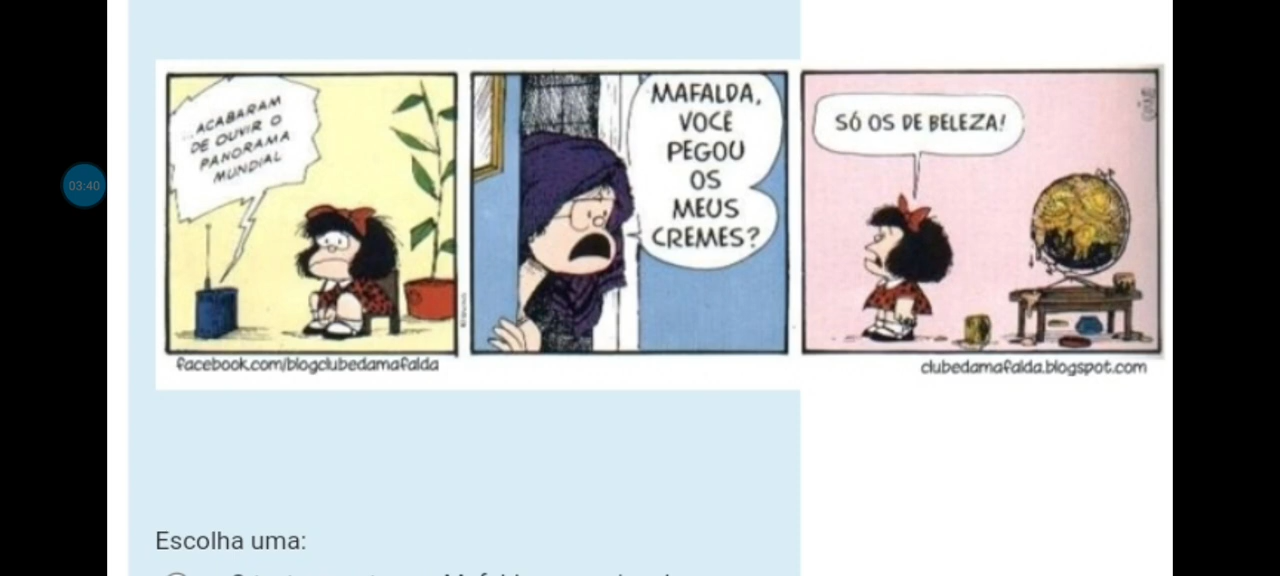 03:40
...ACABARAM
DE OUVIR O
PANORAMA
MUNDIAL
MAFALDA,
VOCÊ
PEGOU
OS
MEUS
CREMES?
SÓ OS DE BELEZA!
facebook.com/blogclubedamafalda
clubedamafalda.blogspot.com
Escolha uma: